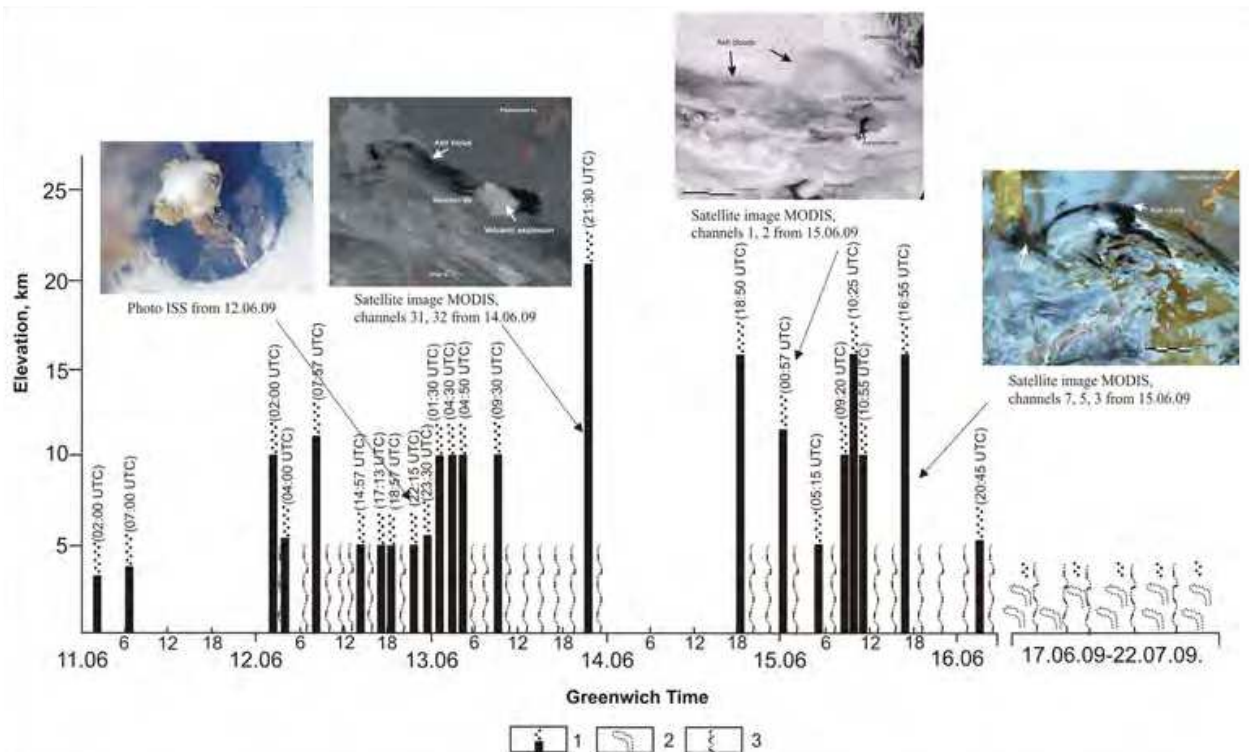 Ash clouds
Ash cloud
Volcanic explosion
25
20
15
10
5
Elevation, km
Photo ISS from 12.06.09
Satellite image MODIS,
channels 31, 32 from 14.06.09
Satellite image MODIS,
channels 1, 2 from 15.06.09
Satellite image MODIS,
channels 7, 5, 3 from 15.06.09
(02:00 UTC)
(07:00 UTC)
(02:00 UTC)
(04:00 UTC)
(07:57 UTC)
(14:57 UTC)
(17:13 UTC)
(18:57 UTC)
(22:15 UTC)
(23:30 UTC)
(01:30 UTC)
(04:30 UTC)
(04:50 UTC)
(09:30 UTC)
(21:30 UTC)
(18:50 UTC)
(00:57 UTC)
(05:15 UTC)
(09:20 UTC)
(10:25 UTC)
(10:55 UTC)
(16:55 UTC)
(20:45 UTC)
6 12 18 6 12 18 6 12 18 6 12 18 6 12 18
11.06 12.06 13.06 14.06 15.06 16.06 17.06.09-22.07.09.
Greenwich Time
1 2 3